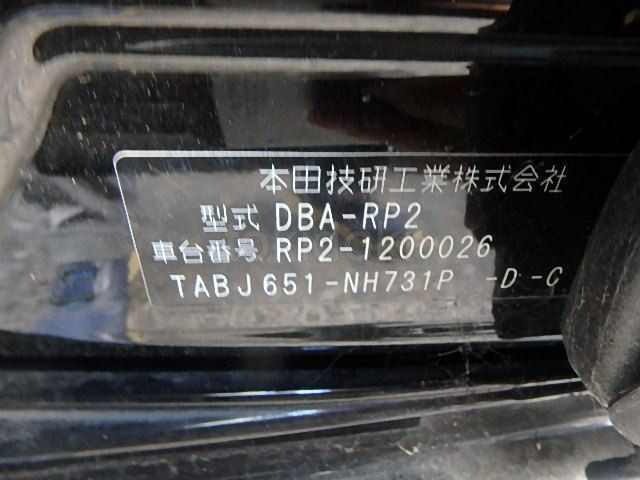 本田技研工業株式会社
型式 DBA-RP2
車台番号 RP2-1200026
TABJ651-NH731P -D -C